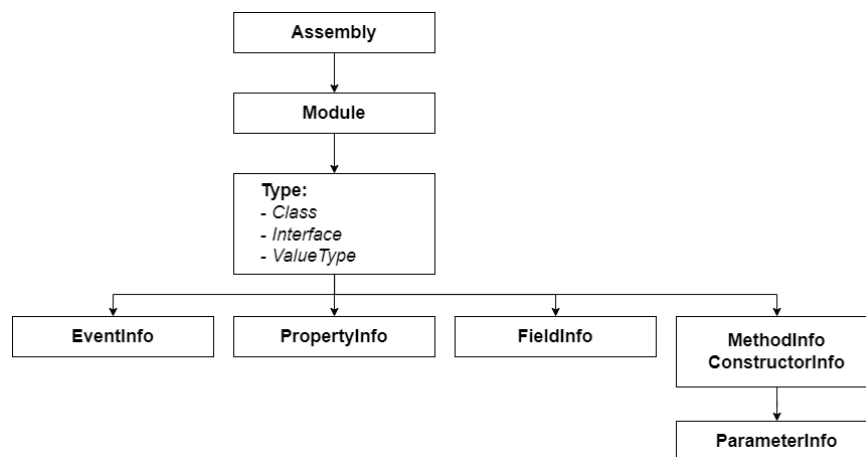 Assembly
Module
Type:
- Class
- Interface
- ValueType
EventInfo
PropertyInfo
FieldInfo
MethodInfo
ConstructorInfo
ParameterInfo